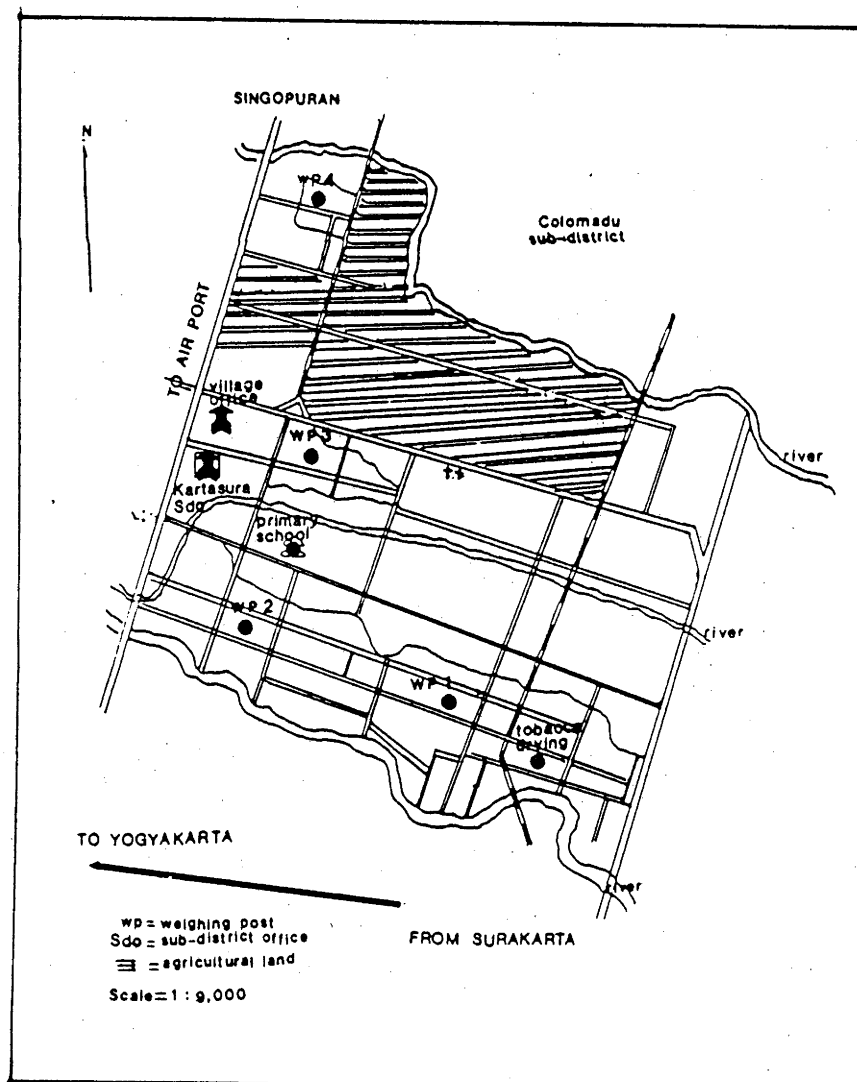 SINGOPURAN
N
WP 4
Colomadu
sub-district
TO AIR PORT
village
office
WP 3
river
Kartasura
Sdo
primary
school
WP 2
river
WP 1
tobacco
drying
TO YOGYAKARTA
river
wp = weighing post
Sdo = sub-district office
FROM SURAKARTA
= agricultural land
Scale = 1 : 9,000